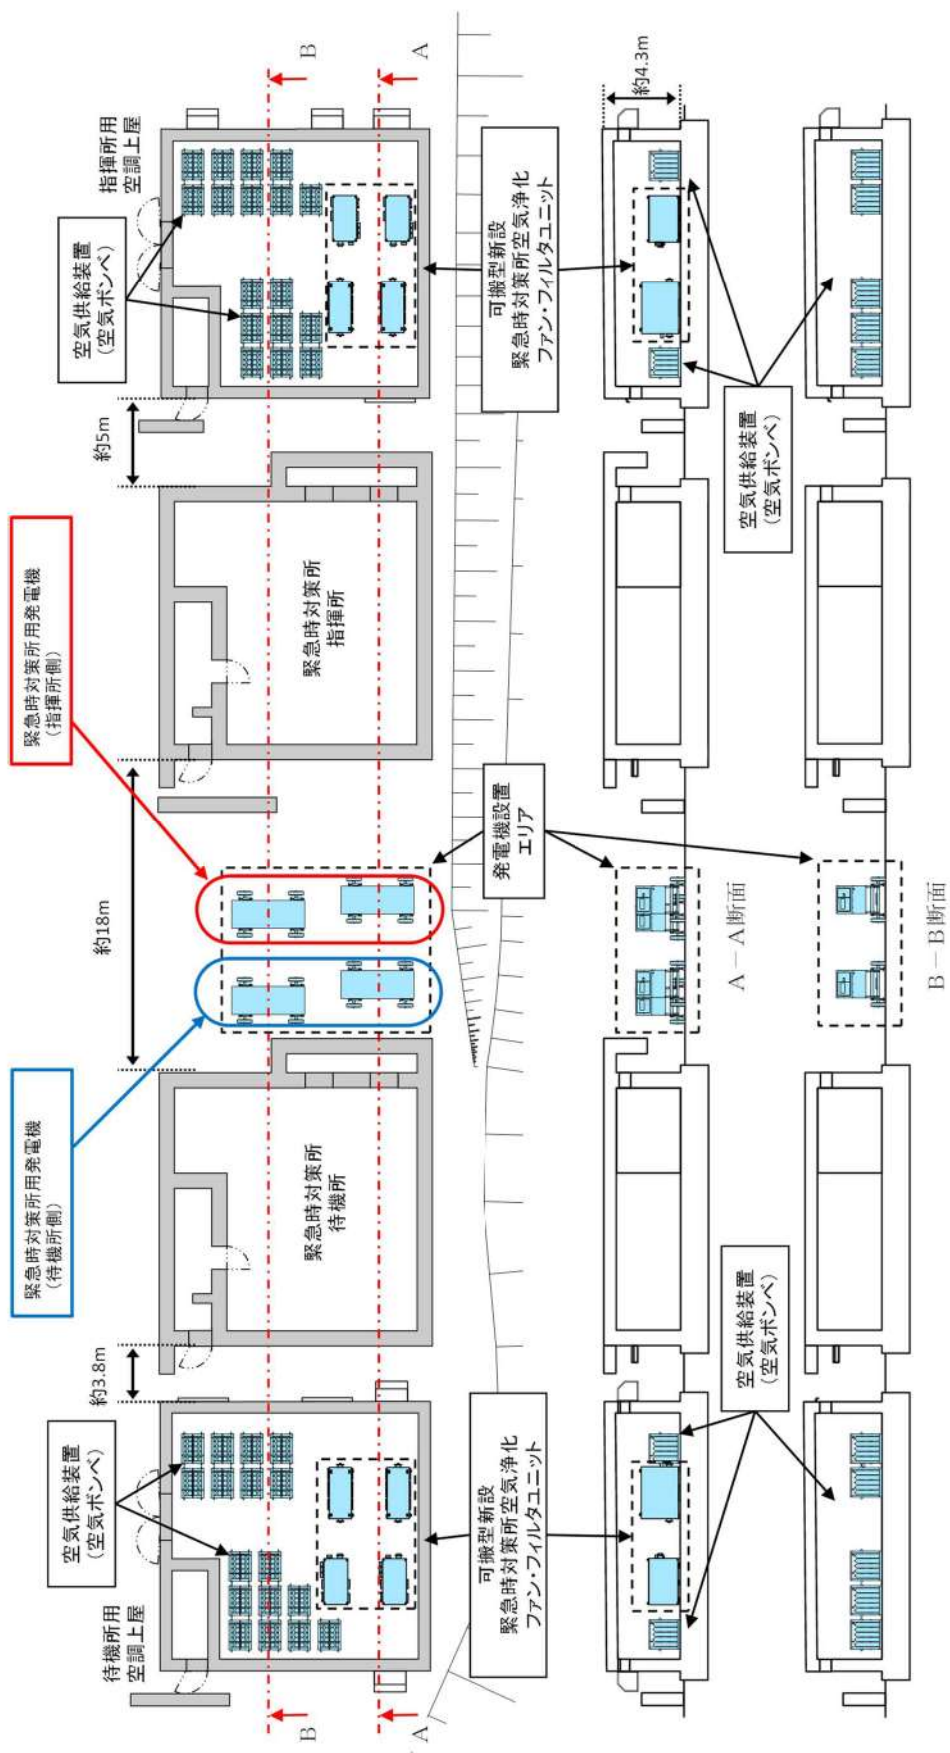 緊急時対策所用発電機
（待機所側）
緊急時対策所用発電機
（指揮所側）
待機所用
空調上屋
空気供給装置
（空気ボンベ）
約3.8m
約18m
約5m
空気供給装置
（空気ボンベ）
指揮所用
空調上屋
緊急時対策所
待機所
緊急時対策所
指揮所
B
B
A
A
可搬型新設
緊急時対策所空気浄化
ファン・フィルタユニット
発電機設置
エリア
可搬型新設
緊急時対策所空気浄化
ファン・フィルタユニット
約4.3m
A－A断面
空気供給装置
（空気ボンベ）
空気供給装置
（空気ボンベ）
B－B断面